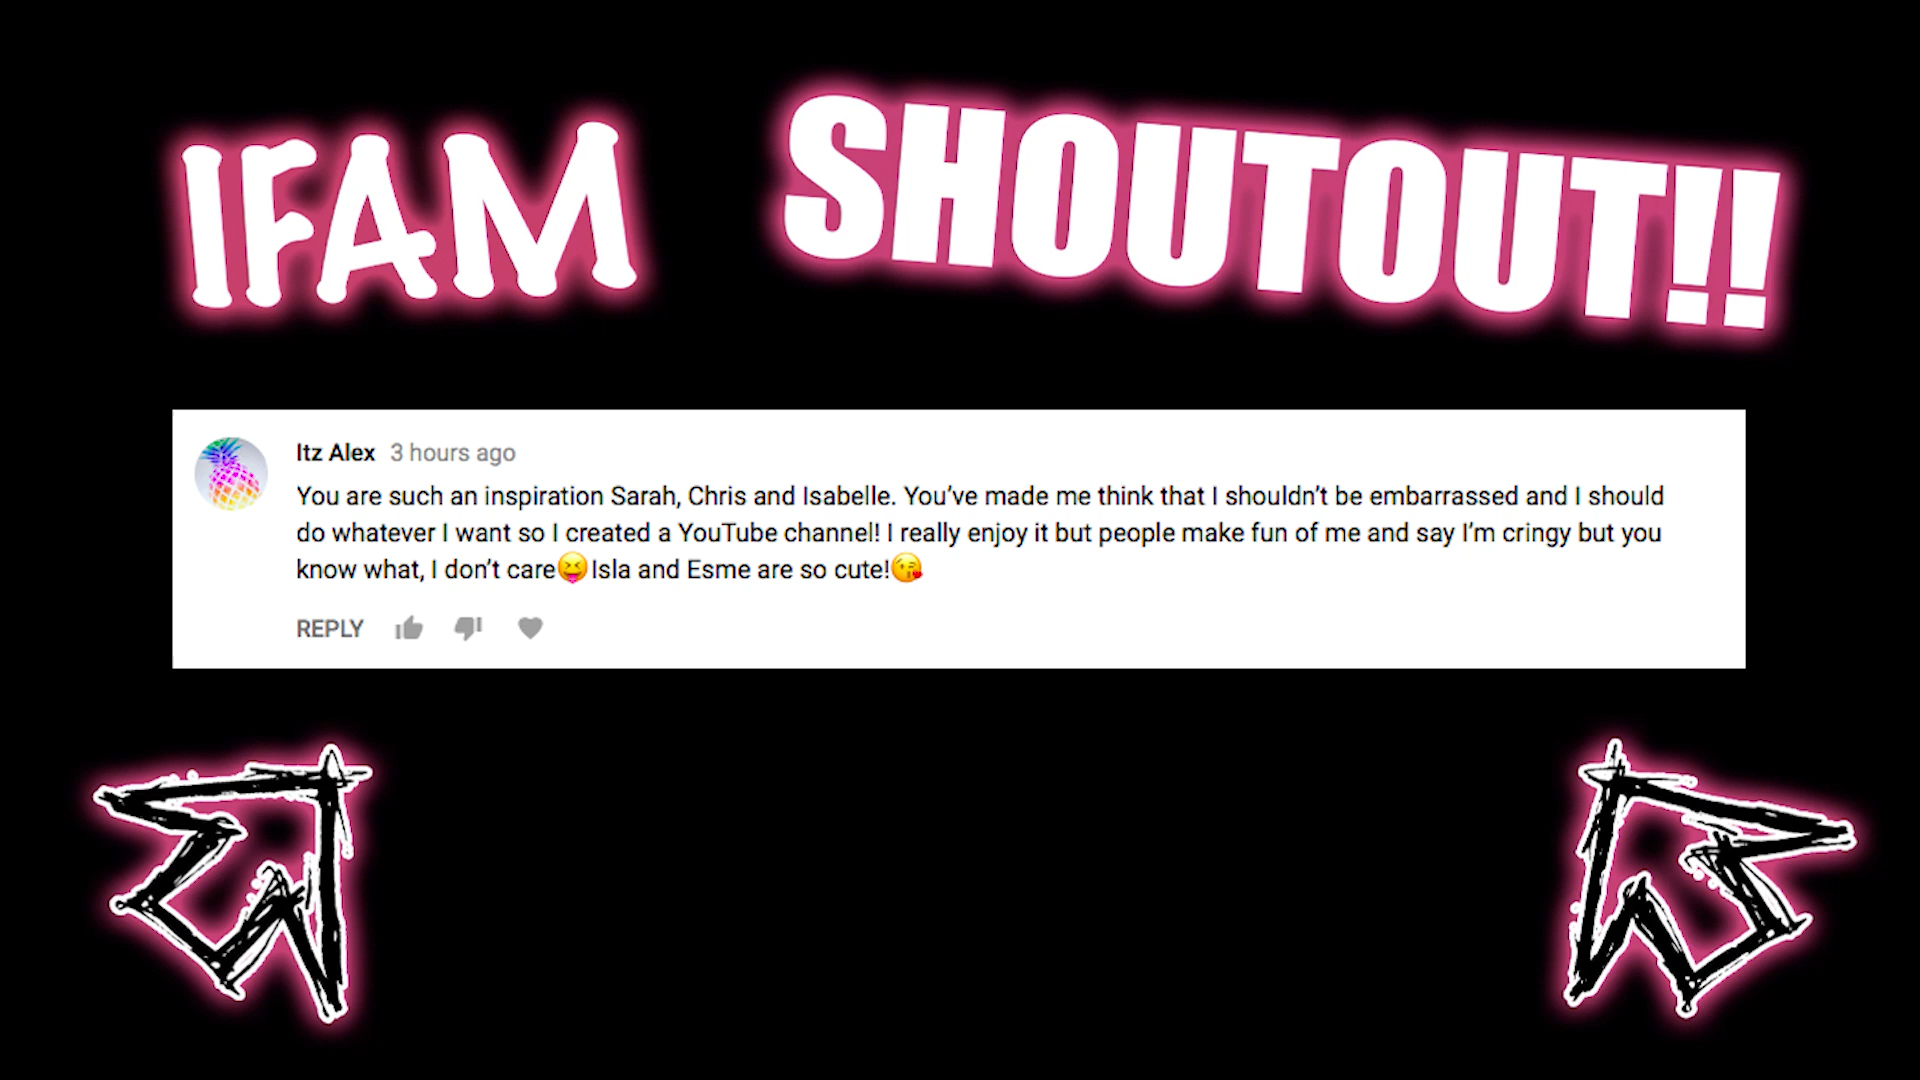 IFAM SHOUTOUT!!
Itz Alex 3 hours ago
You are such an inspiration Sarah, Chris and Isabelle. You’ve made me think that I shouldn’t be embarrassed and I should
do whatever I want so I created a YouTube channel! I really enjoy it but people make fun of me and say I’m cringy but you
know what, I don’t care😝Isla and Esme are so cute!😘
REPLY